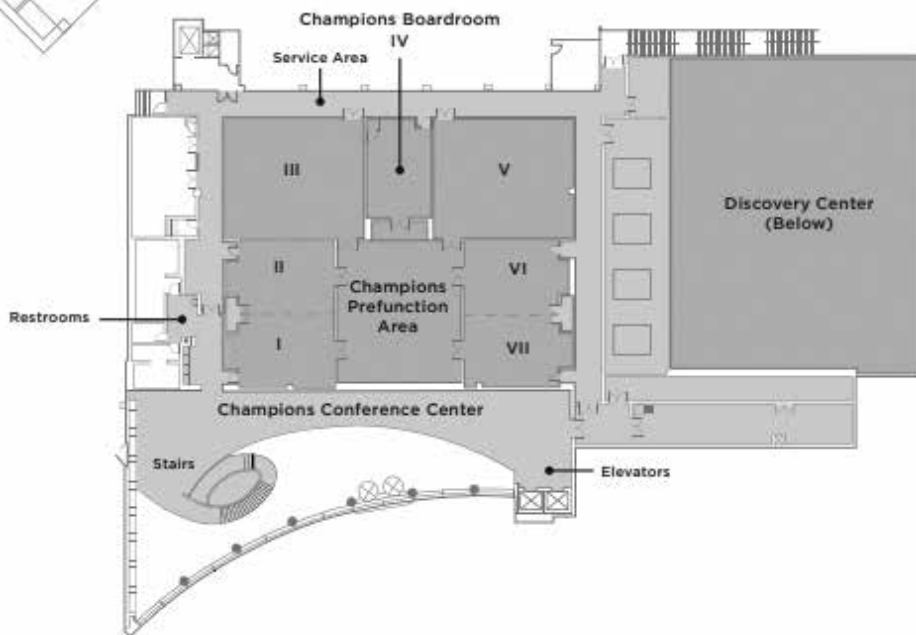 Champions Boardroom
IV
Service Area
III
V
Discovery Center
(Below)
II
VI
Champions
Prefunction
Area
Restrooms
I
VII
Champions Conference Center
Stairs
Elevators